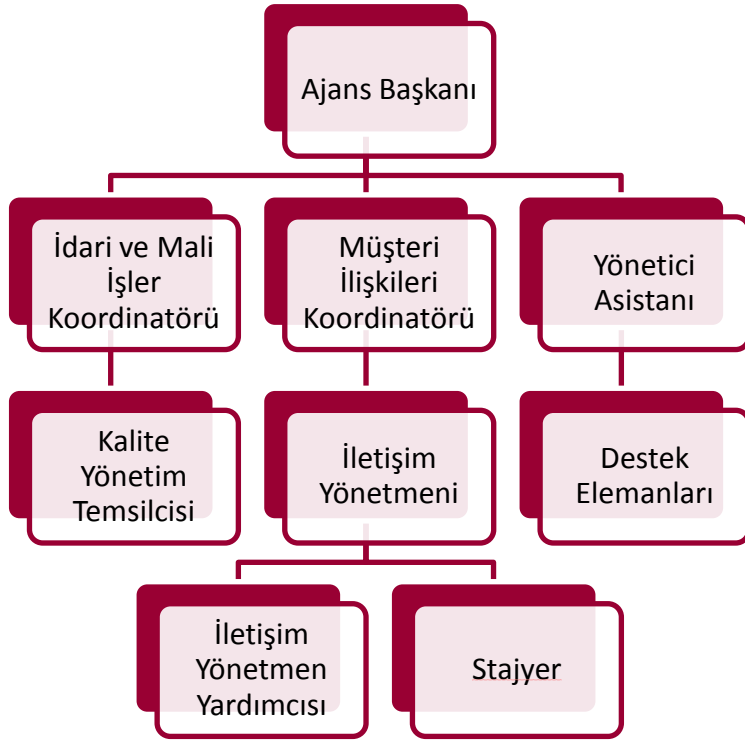 Ajans Başkanı
İdari ve Mali
İşler
Koordinatörü
Müşteri
İlişkileri
Koordinatörü
Yönetici
Asistanı
Kalite
Yönetim
Temsilcisi
İletişim
Yönetmeni
Destek
Elemanları
İletişim
Yönetmen
Yardımcısı
Stajyer